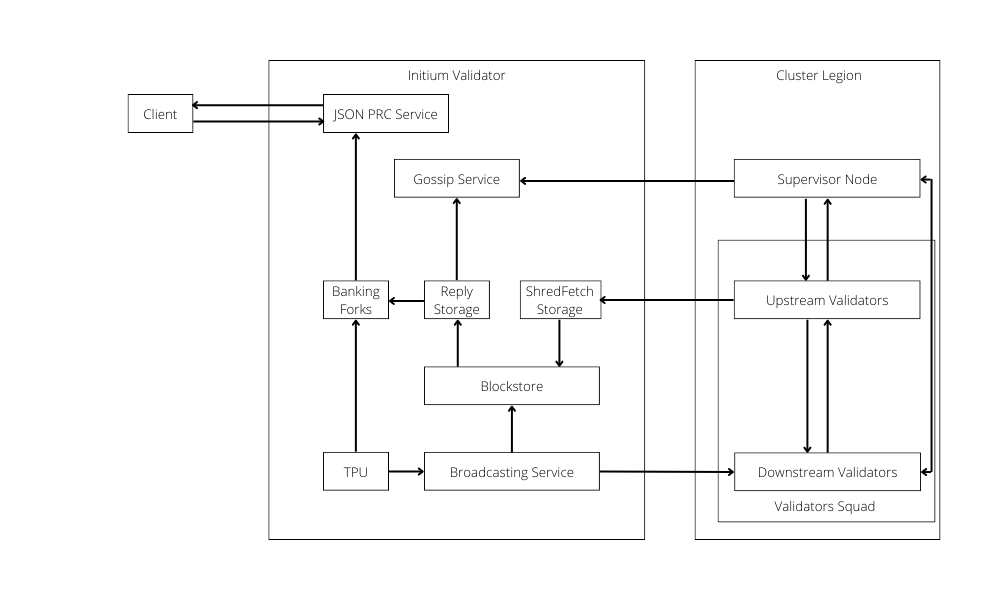 Initium Validator
Cluster Legion
Client
JSON PRC Service
Gossip Service
Supervisor Node
Banking
Forks
Reply
Storage
ShredFetch
Storage
Upstream Validators
Blockstore
TPU
Broadcasting Service
Downstream Validators
Validators Squad